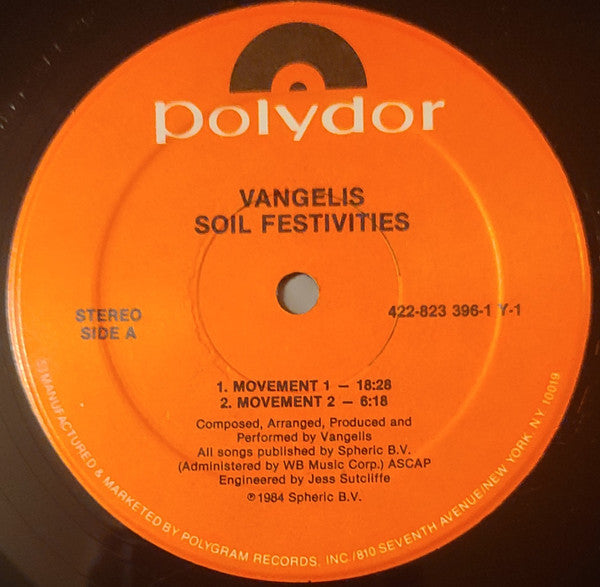 polydor
VANGELIS
SOIL FESTIVITIES
STEREO
SIDE A
422-823 396-1 Y-1
1. MOVEMENT 1 – 18:28
2. MOVEMENT 2 – 6:18
Composed, Arranged, Produced and
Performed by Vangelis
All songs published by Spheric B.V.
(Administered by WB Music Corp.) ASCAP
Engineered by Jess Sutcliffe
℗ 1984 Spheric B.V.
MANUFACTURED & MARKETED BY POLYGRAM RECORDS, INC /810 SEVENTH AVENUE/NEW YORK, NY 10019